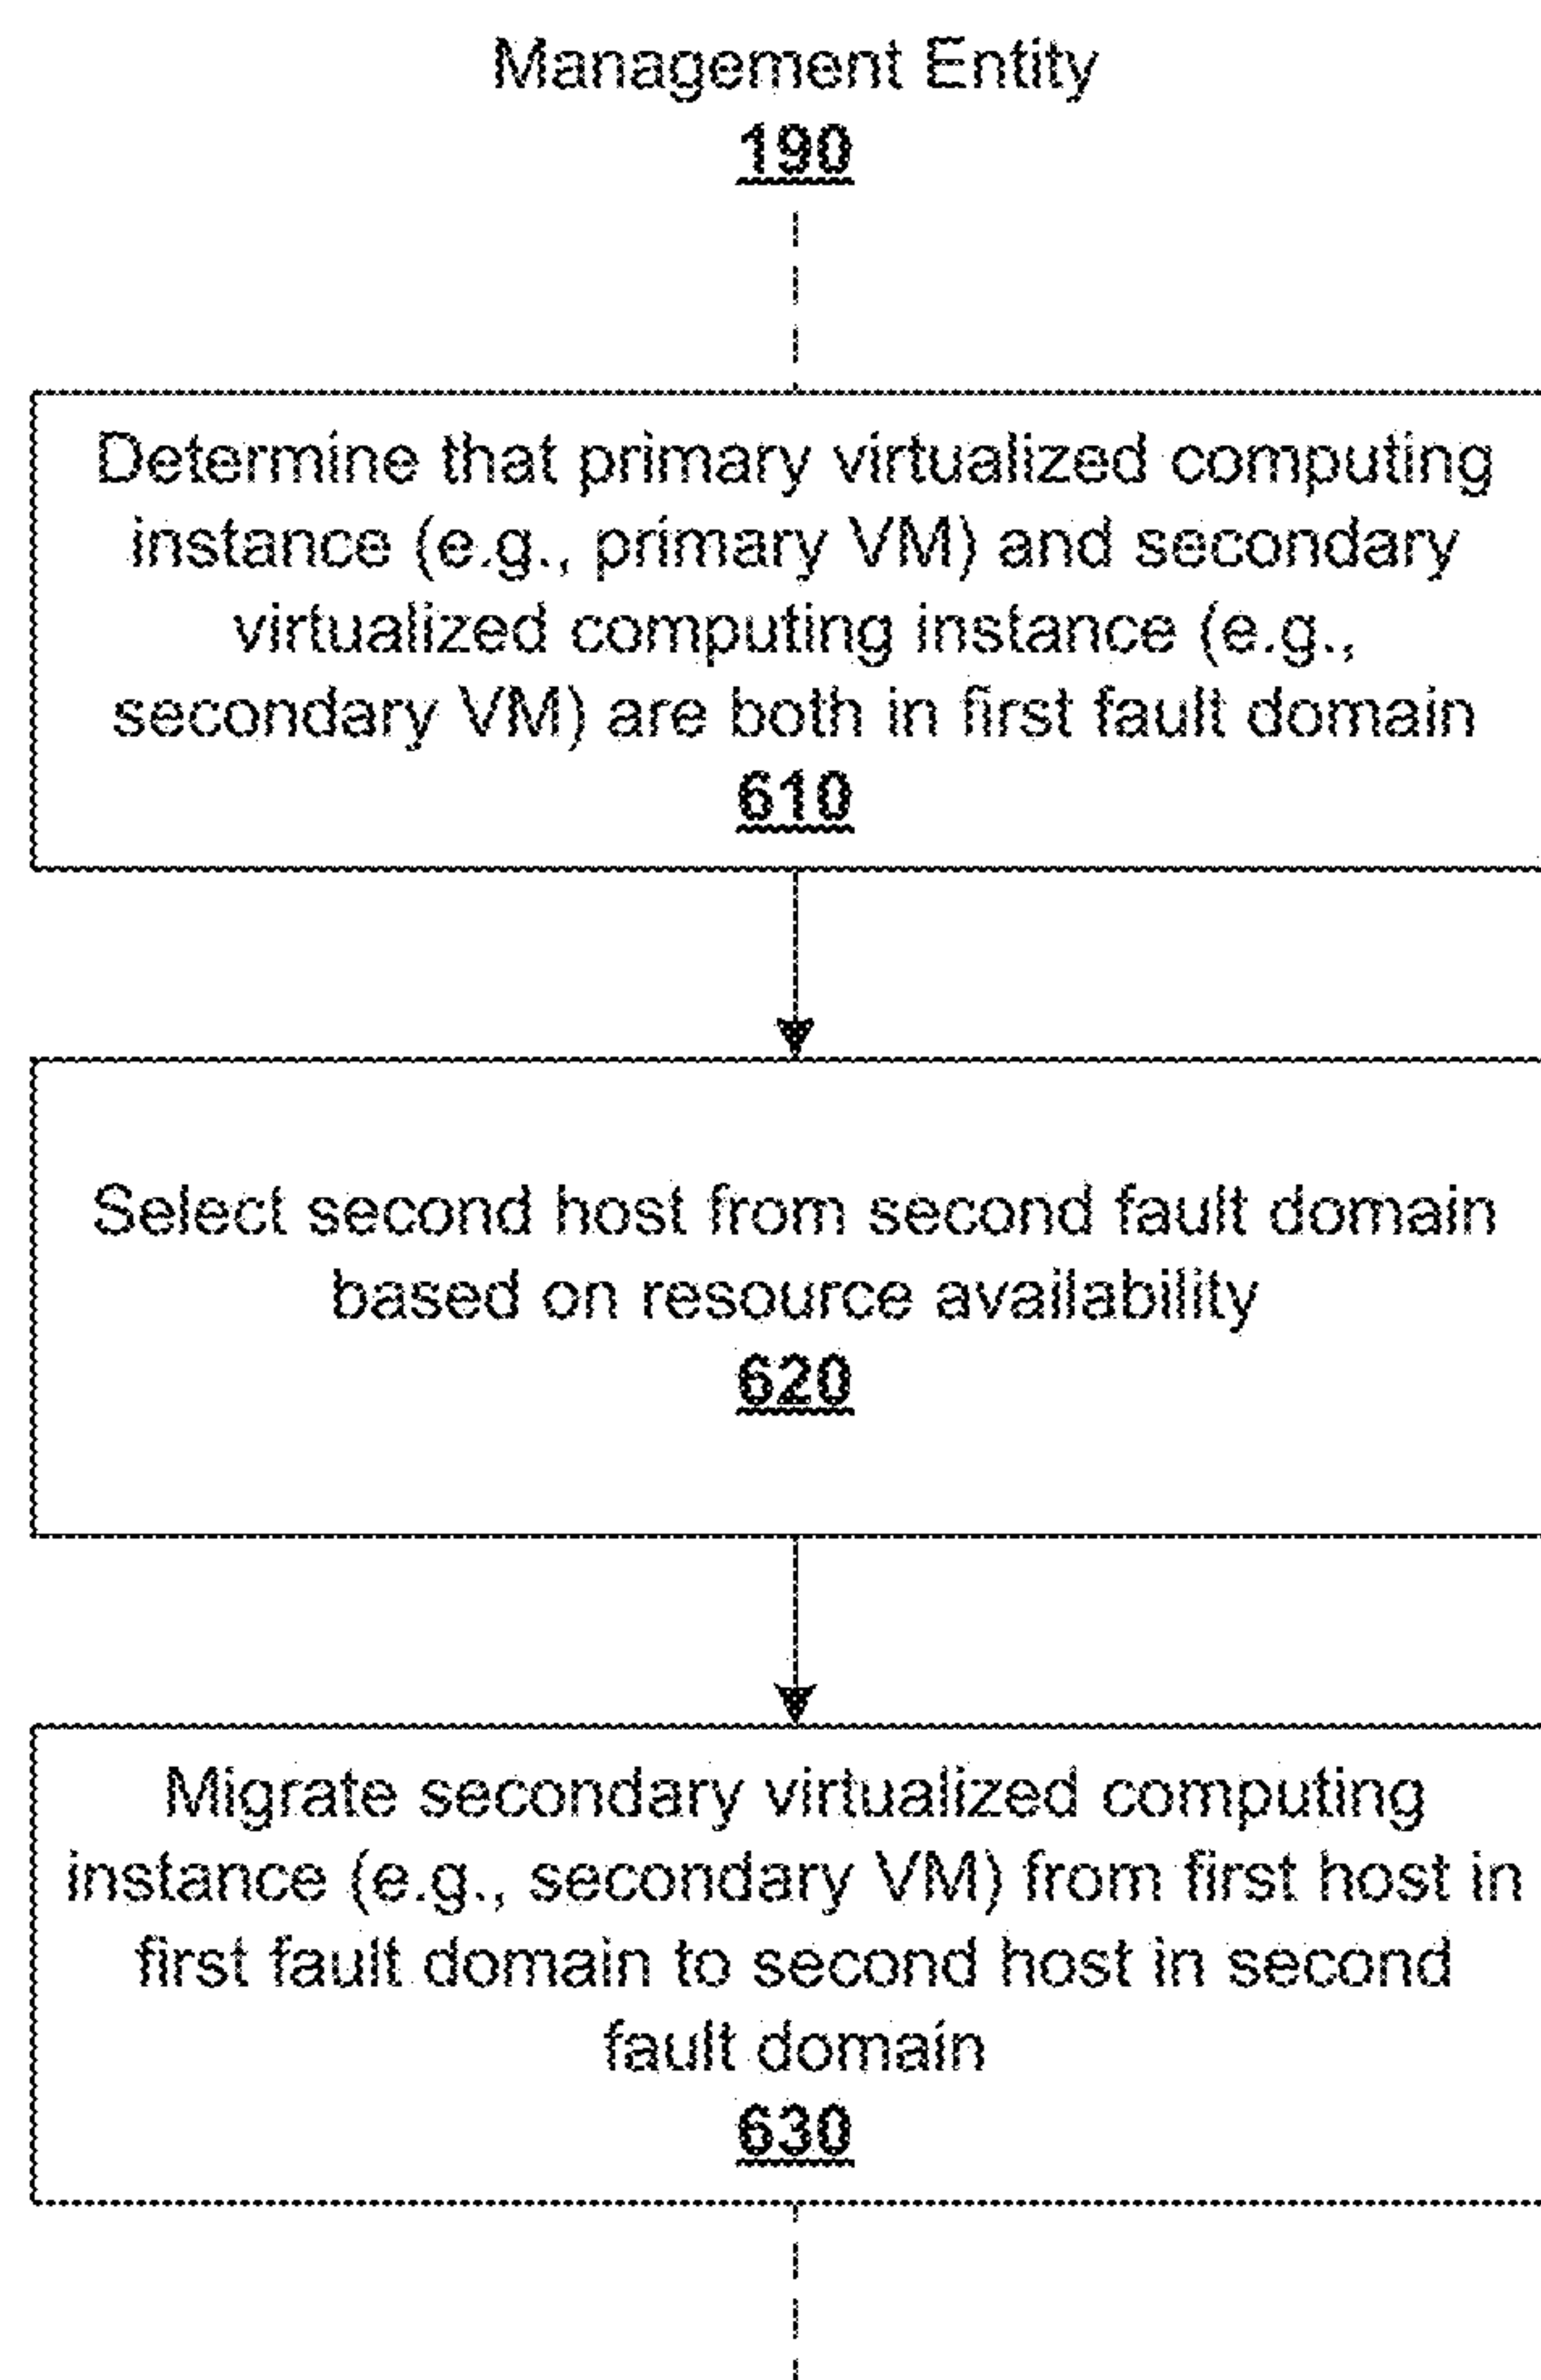 Management Entity
190
Determine that primary virtualized computing
instance (e.g., primary VM) and secondary
virtualized computing instance (e.g.,
secondary VM) are both in first fault domain
610
Select second host from second fault domain
based on resource availability
620
Migrate secondary virtualized computing
instance (e.g., secondary VM) from first host in
first fault domain to second host in second
fault domain
630